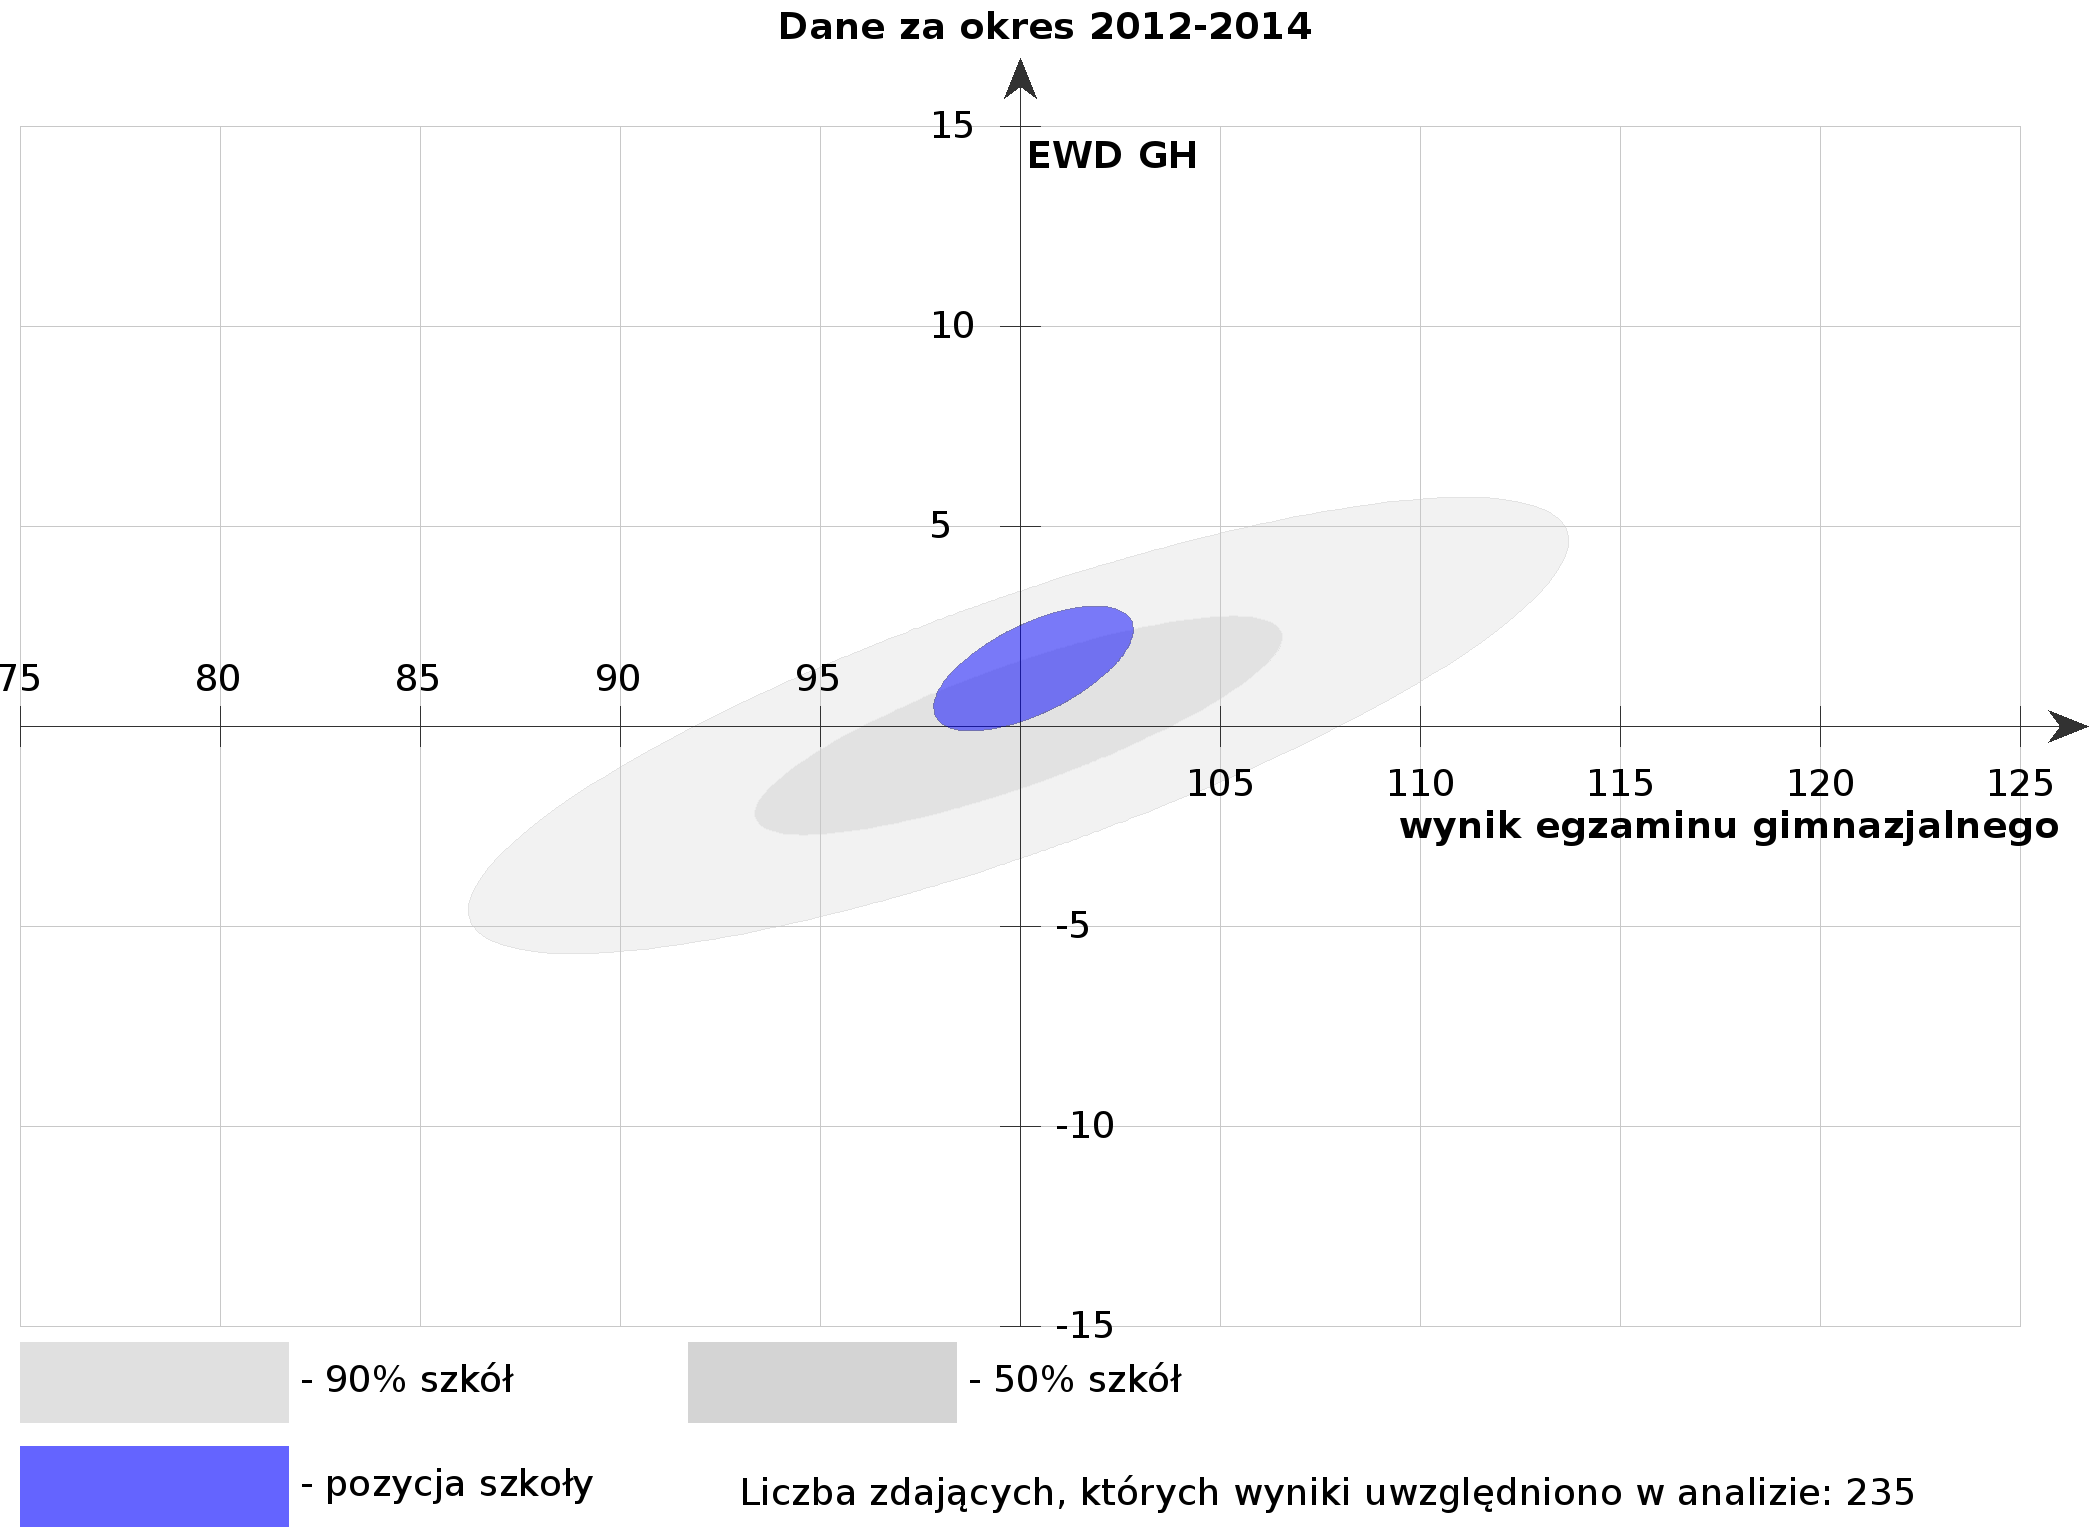 Dane za okres 2012-2014
15
EWD GH
10
5
75 80 85 90 95
105 110 115 120 125
wynik egzaminu gimnazjalnego
-5
-10
-15
- 90% szkół - 50% szkół
- pozycja szkoły
Liczba zdających, których wyniki uwzględniono w analizie: 235